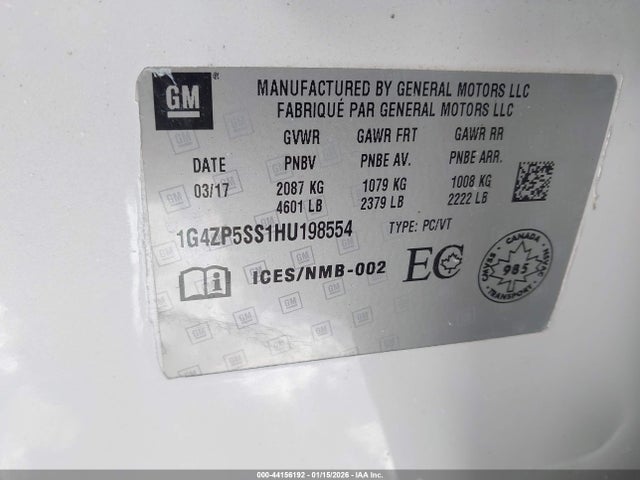 GM
MANUFACTURED BY GENERAL MOTORS LLC
FABRIQUÉ PAR GENERAL MOTORS LLC
GVWR GAWR FRT GAWR RR
DATE PNBV PNBE AV. PNBE ARR.
03/17 2087 KG 1079 KG 1008 KG
4601 LB 2379 LB 2222 LB
1G4ZP5SS1HU198554 TYPE: PC/VT
ICES/NMB-002 EC
CANADA
CMVSS 985 NSVAC
TRANSPORT
000-44156192 - 01/15/2026 - IAA Inc.